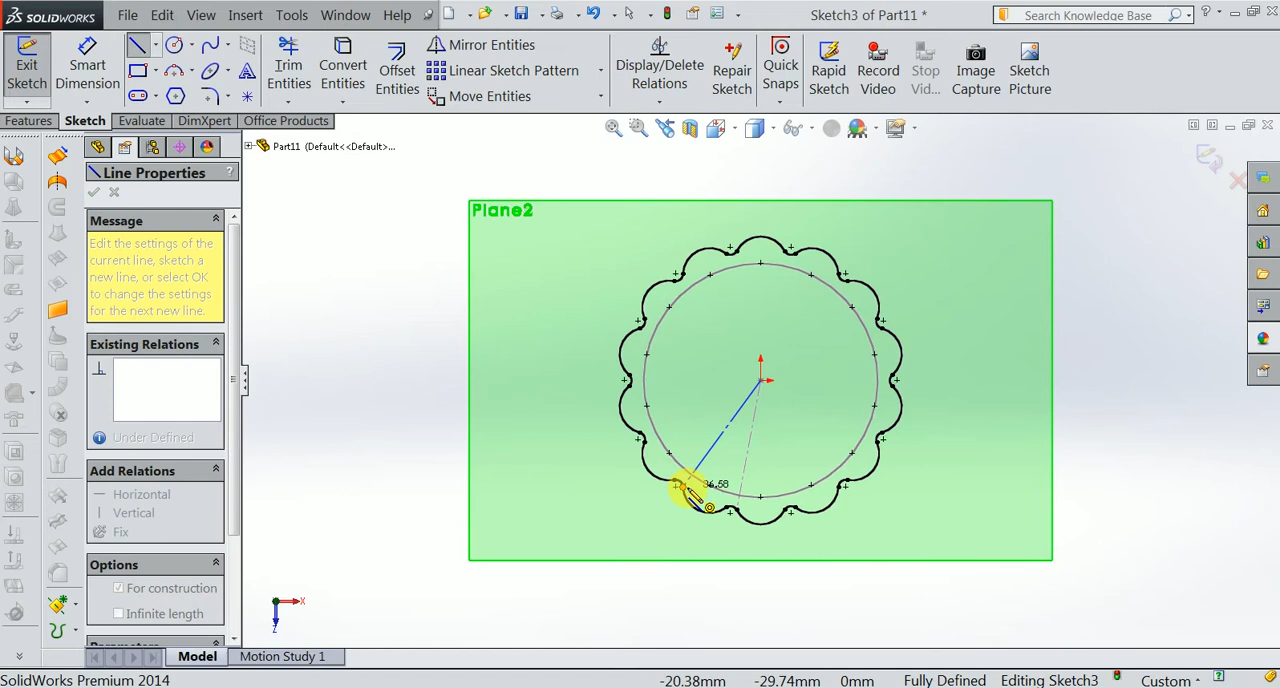 SOLIDWORKS File Edit View Insert Tools Window Help Sketch3 of Part11 * Search Knowledge Base ?
Exit Sketch Smart Dimension Trim Entities Convert Entities Offset Entities Mirror Entities Linear Sketch Pattern Move Entities Display/Delete Relations Repair Sketch Quick Snaps Rapid Sketch Record Video Stop Vid... Image Capture Sketch Picture
Features Sketch Evaluate DimXpert Office Products
Part11 (Default<<Default>...
Line Properties ?
Message
Edit the settings of the
current line, sketch a
new line, or select OK
to change the settings
for the next new line.
Existing Relations
Under Defined
Add Relations
Horizontal
Vertical
Fix
Options
For construction
Infinite length
Plane2
36.58
X
Z
Model Motion Study 1
SolidWorks Premium 2014 -20.38mm -29.74mm 0mm Fully Defined Editing Sketch3 Custom ?